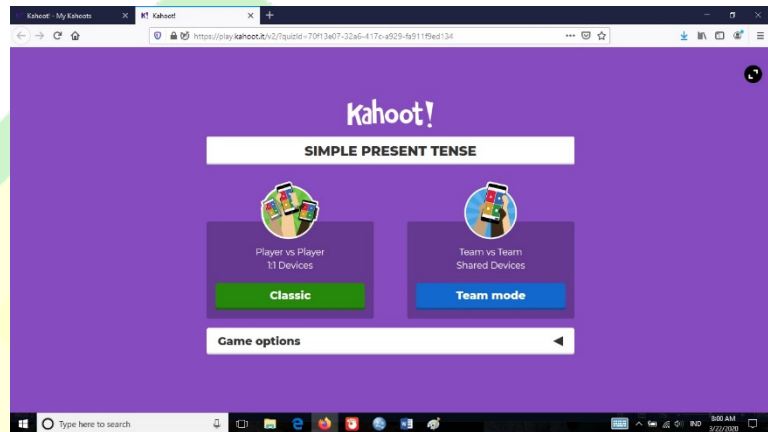 Kahoot! - My Kahoots
K! Kahoot!
https://play.kahoot.it/v2/?quizId=70f13e07-32a6-417c-a929-fa911f9ed134
Kahoot!
SIMPLE PRESENT TENSE
Player vs Player
1:1 Devices
Team vs Team
Shared Devices
Classic
Team mode
Game options
Type here to search
IND
8:00 AM
3/22/2020